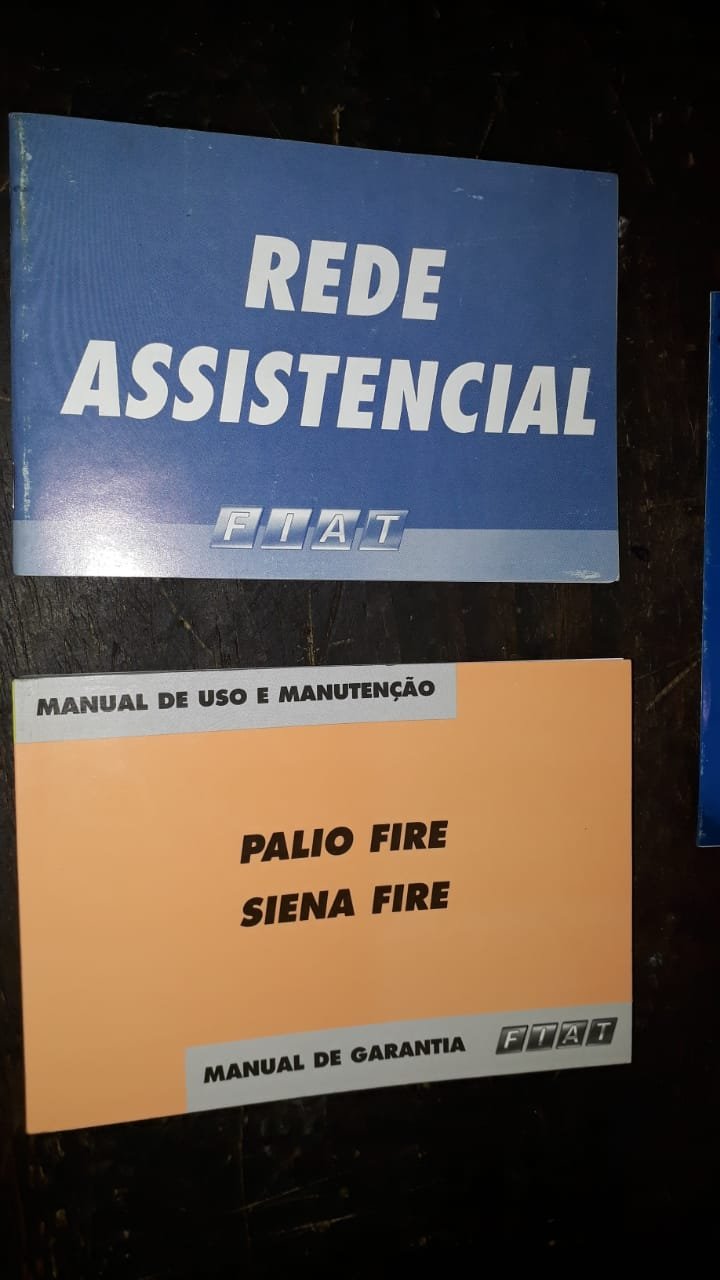 REDE
ASSISTENCIAL
FIAT
MANUAL DE USO E MANUTENÇÃO
PALIO FIRE
SIENA FIRE
MANUAL DE GARANTIA
FIAT